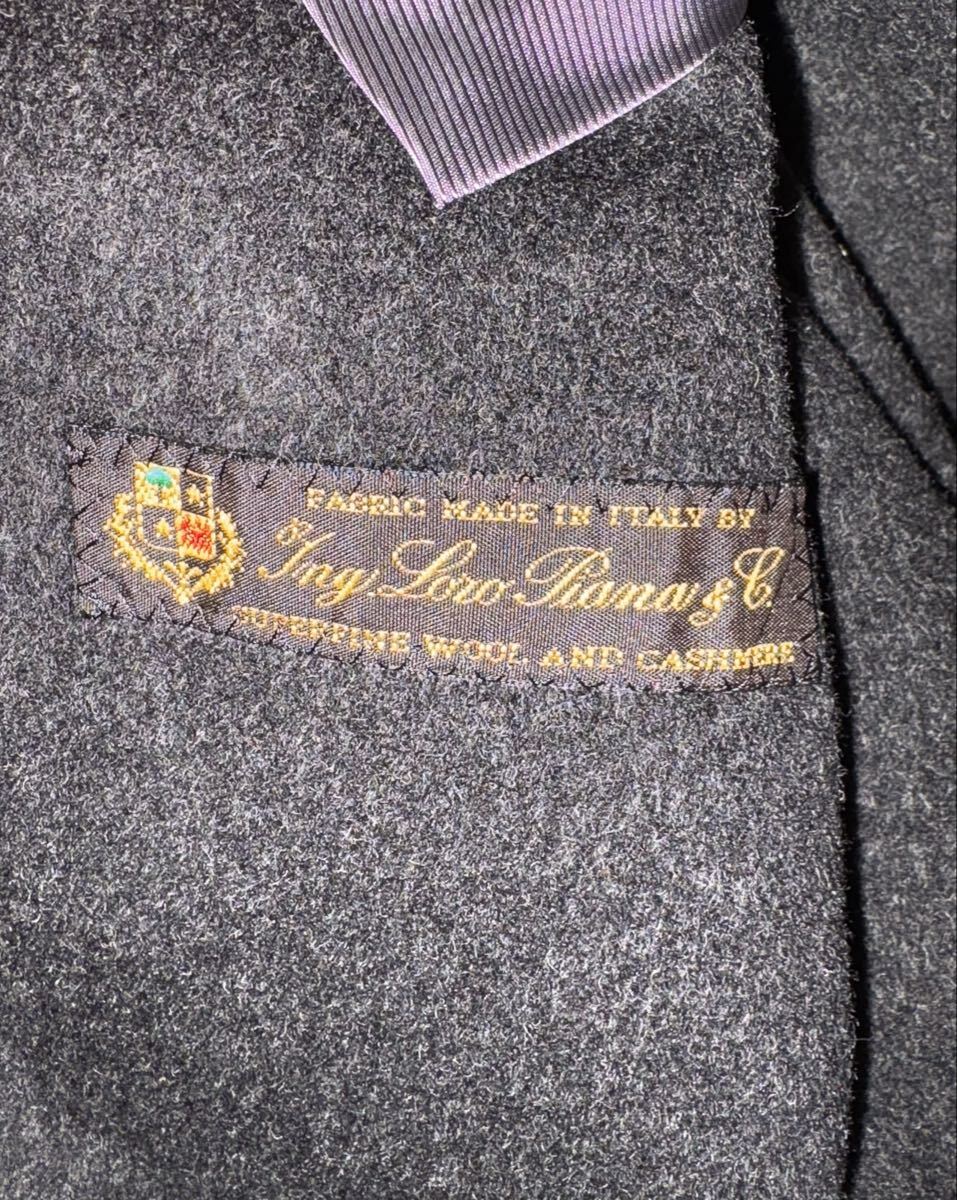 FABRIC MADE IN ITALY BY
Ing. Loro Piana & C.
SUPERFINE WOOL AND CASHMERE